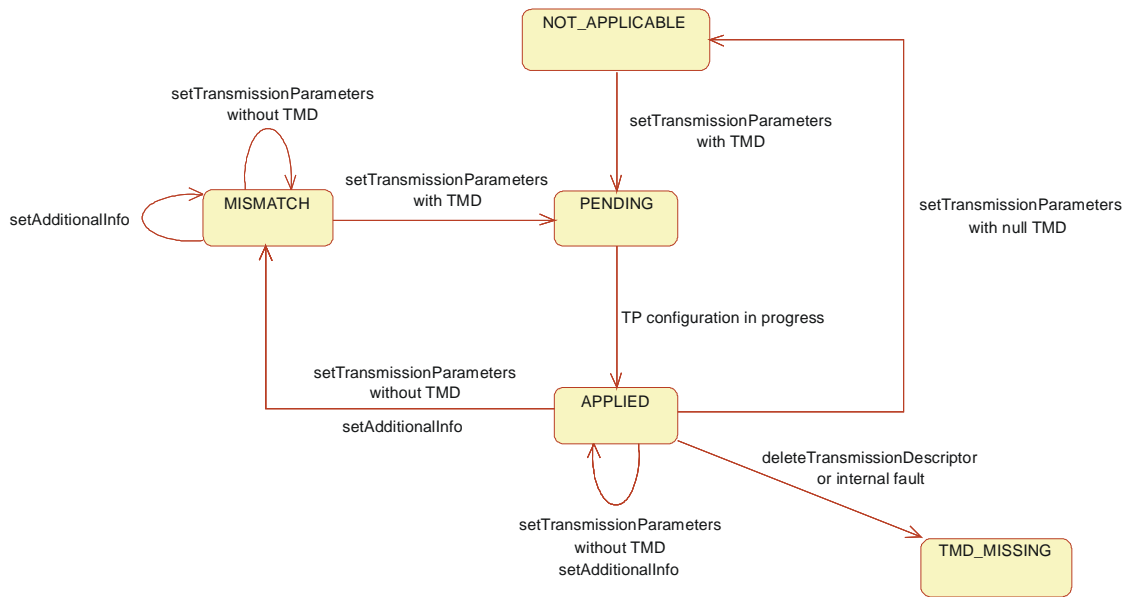 NOT_APPLICABLE
setTransmissionParameters
without TMD
setTransmissionParameters
with TMD
setTransmissionParameters
with TMD
MISMATCH
PENDING
setAdditionalInfo
setTransmissionParameters
with null TMD
TP configuration in progress
setTransmissionParameters
without TMD
setAdditionalInfo
APPLIED
deleteTransmissionDescriptor
or internal fault
setTransmissionParameters
without TMD
setAdditionalInfo
TMD_MISSING